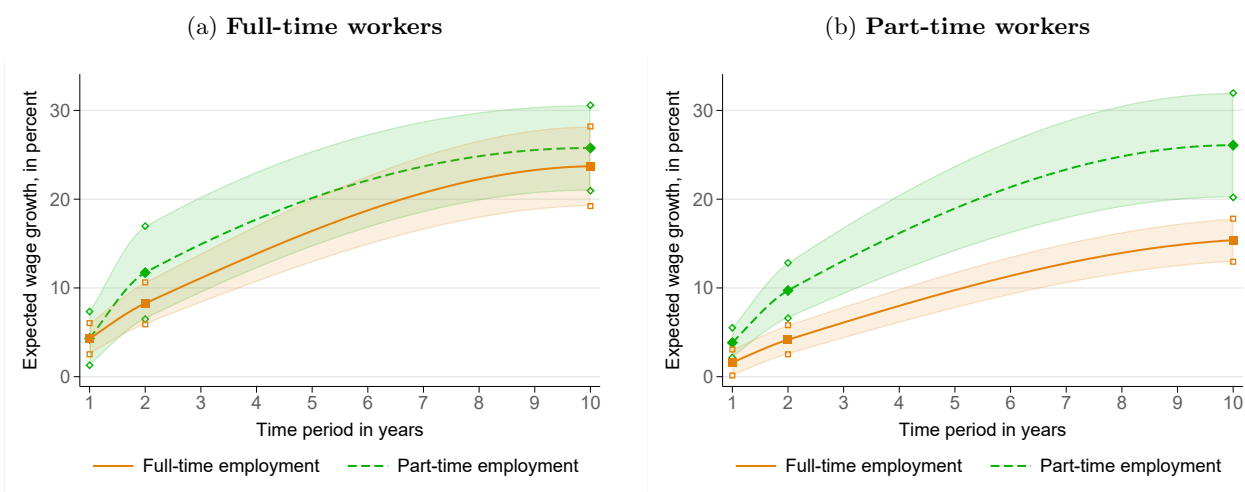 (a) Full-time workers
Expected wage growth, in percent
30
20
10
0
1 2 3 4 5 6 7 8 9 10
Time period in years
Full-time employment Part-time employment
(b) Part-time workers
Expected wage growth, in percent
30
20
10
0
1 2 3 4 5 6 7 8 9 10
Time period in years
Full-time employment Part-time employment